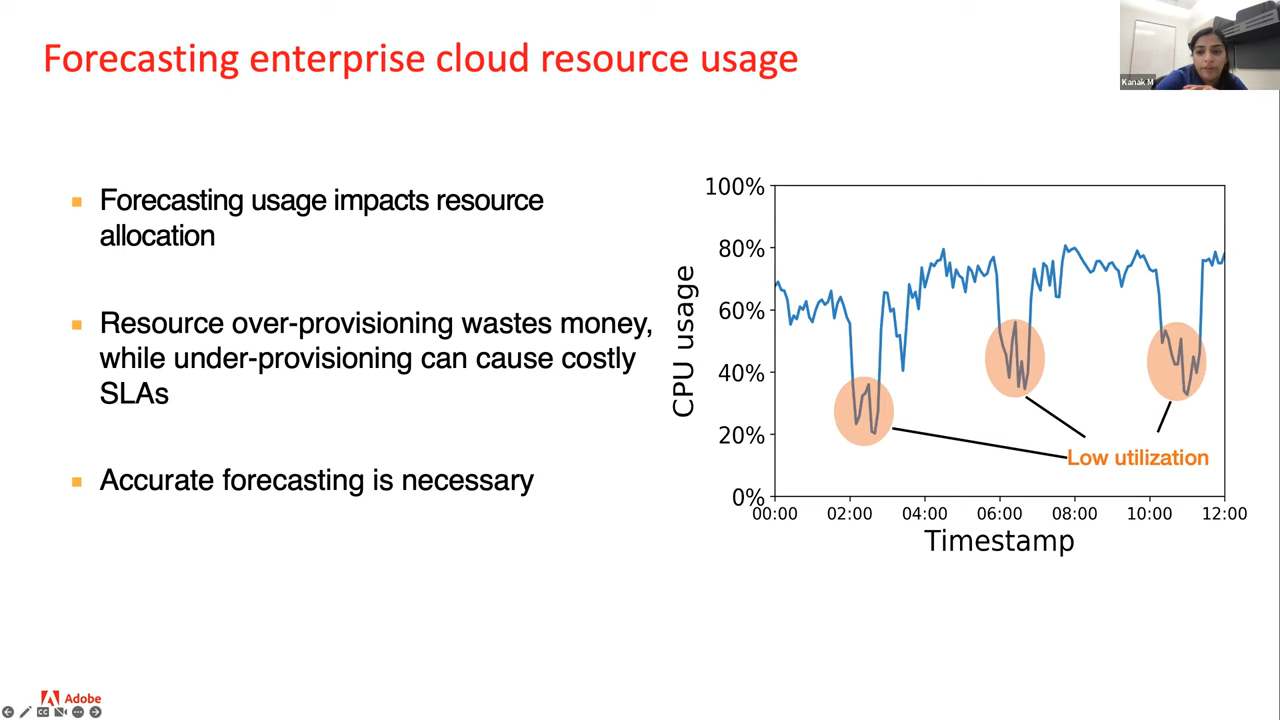 Forecasting enterprise cloud resource usage
Kanak M
Forecasting usage impacts resource
allocation
Resource over-provisioning wastes money,
while under-provisioning can cause costly
SLAs
Accurate forecasting is necessary
100%
80%
60%
40%
20%
0%
CPU usage
Low utilization
00:00 02:00 04:00 06:00 08:00 10:00 12:00
Timestamp
Adobe